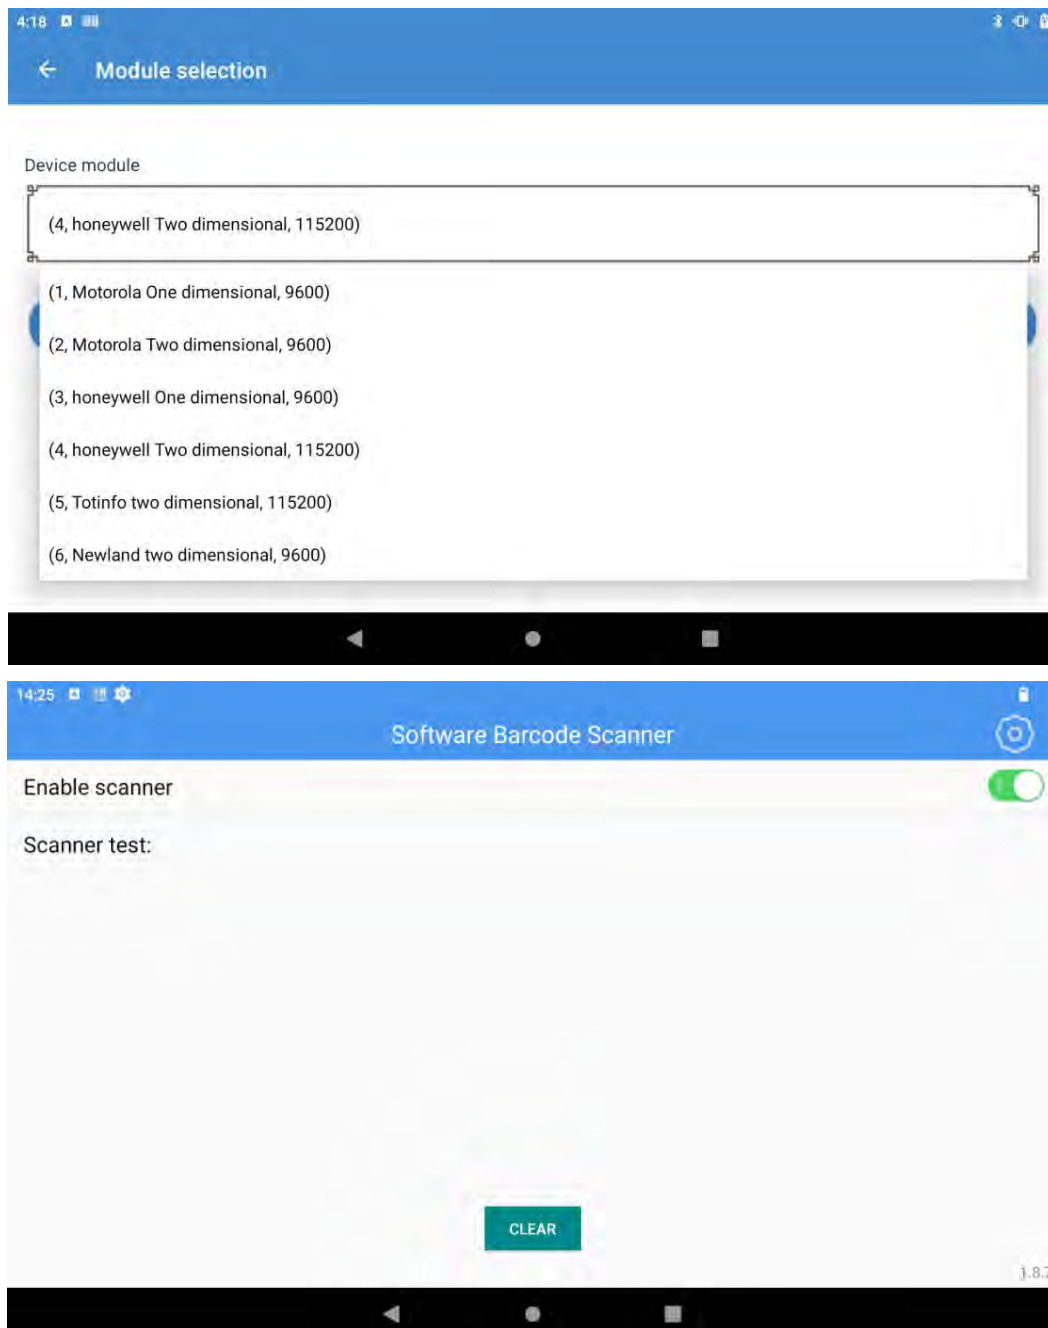 4:18
Module selection
Device module
(4, honeywell Two dimensional, 115200)
(1, Motorola One dimensional, 9600)
(2, Motorola Two dimensional, 9600)
(3, honeywell One dimensional, 9600)
(4, honeywell Two dimensional, 115200)
(5, Totinfo two dimensional, 115200)
(6, Newland two dimensional, 9600)
14:25
Software Barcode Scanner
Enable scanner
Scanner test:
CLEAR